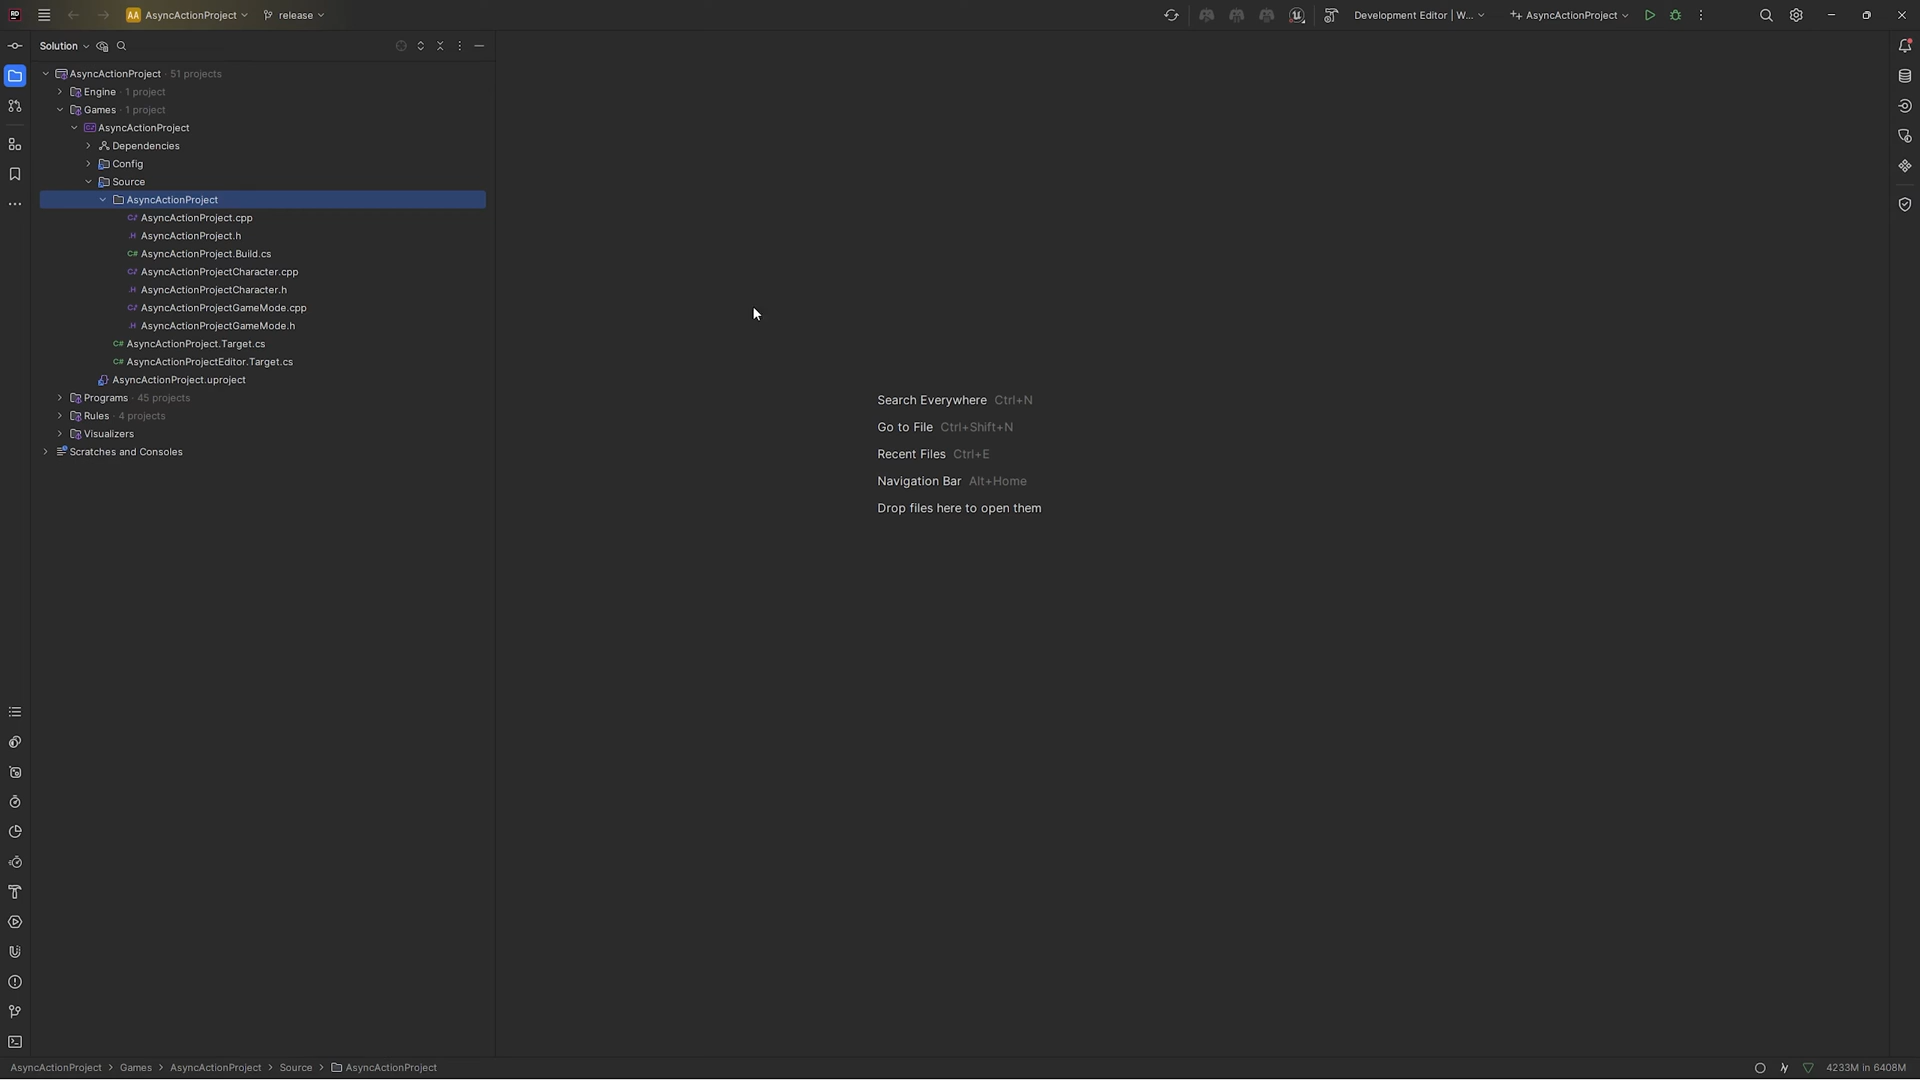 AA AsyncActionProject
release
Development Editor | W...
AsyncActionProject
Solution
AsyncActionProject · 51 projects
Engine · 1 project
Games · 1 project
AsyncActionProject
Dependencies
Config
Source
AsyncActionProject
AsyncActionProject.cpp
AsyncActionProject.h
AsyncActionProject.Build.cs
AsyncActionProjectCharacter.cpp
AsyncActionProjectCharacter.h
AsyncActionProjectGameMode.cpp
AsyncActionProjectGameMode.h
AsyncActionProject.Target.cs
AsyncActionProjectEditor.Target.cs
AsyncActionProject.uproject
Programs · 45 projects
Rules · 4 projects
Visualizers
Scratches and Consoles
Search Everywhere Ctrl+N
Go to File Ctrl+Shift+N
Recent Files Ctrl+E
Navigation Bar Alt+Home
Drop files here to open them
AsyncActionProject > Games > AsyncActionProject > Source > AsyncActionProject
4233M in 6408M